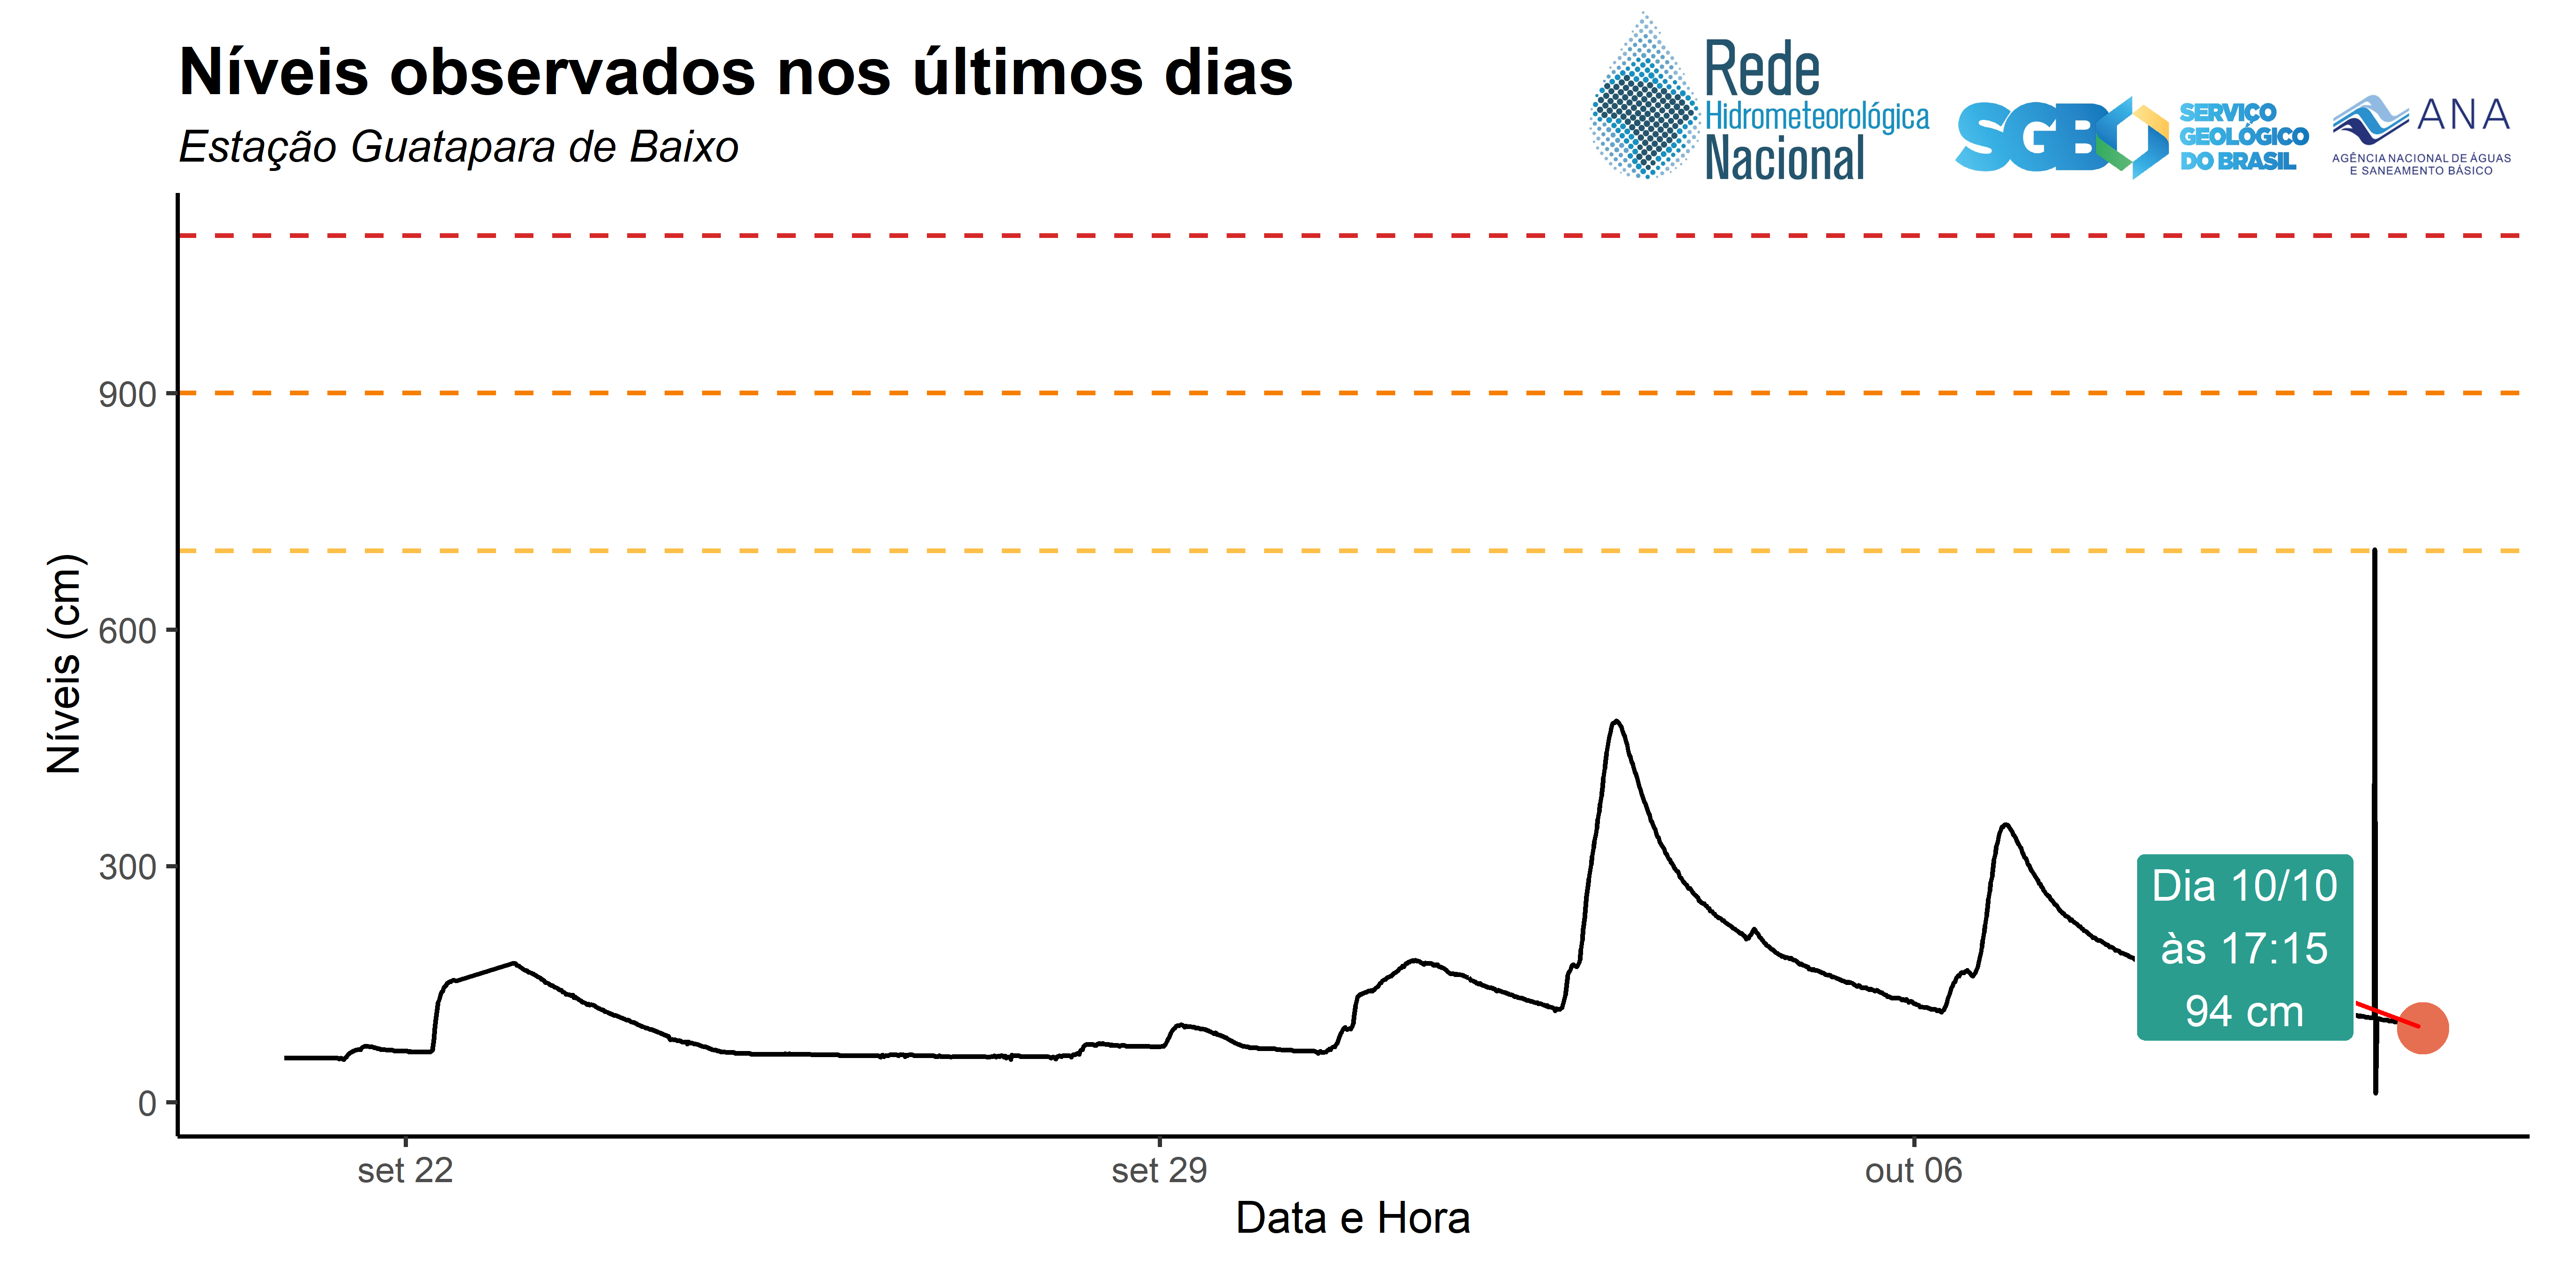 Níveis observados nos últimos dias
Estação Guatapara de Baixo
Rede
Hidrometeorológica
Nacional
SGB
SERVIÇO
GEOLÓGICO
DO BRASIL
ANA
AGÊNCIA NACIONAL DE ÁGUAS
E SANEAMENTO BÁSICO
Níveis (cm)
900
600
300
0
Dia 10/10
às 17:15
94 cm
set 22
set 29
out 06
Data e Hora